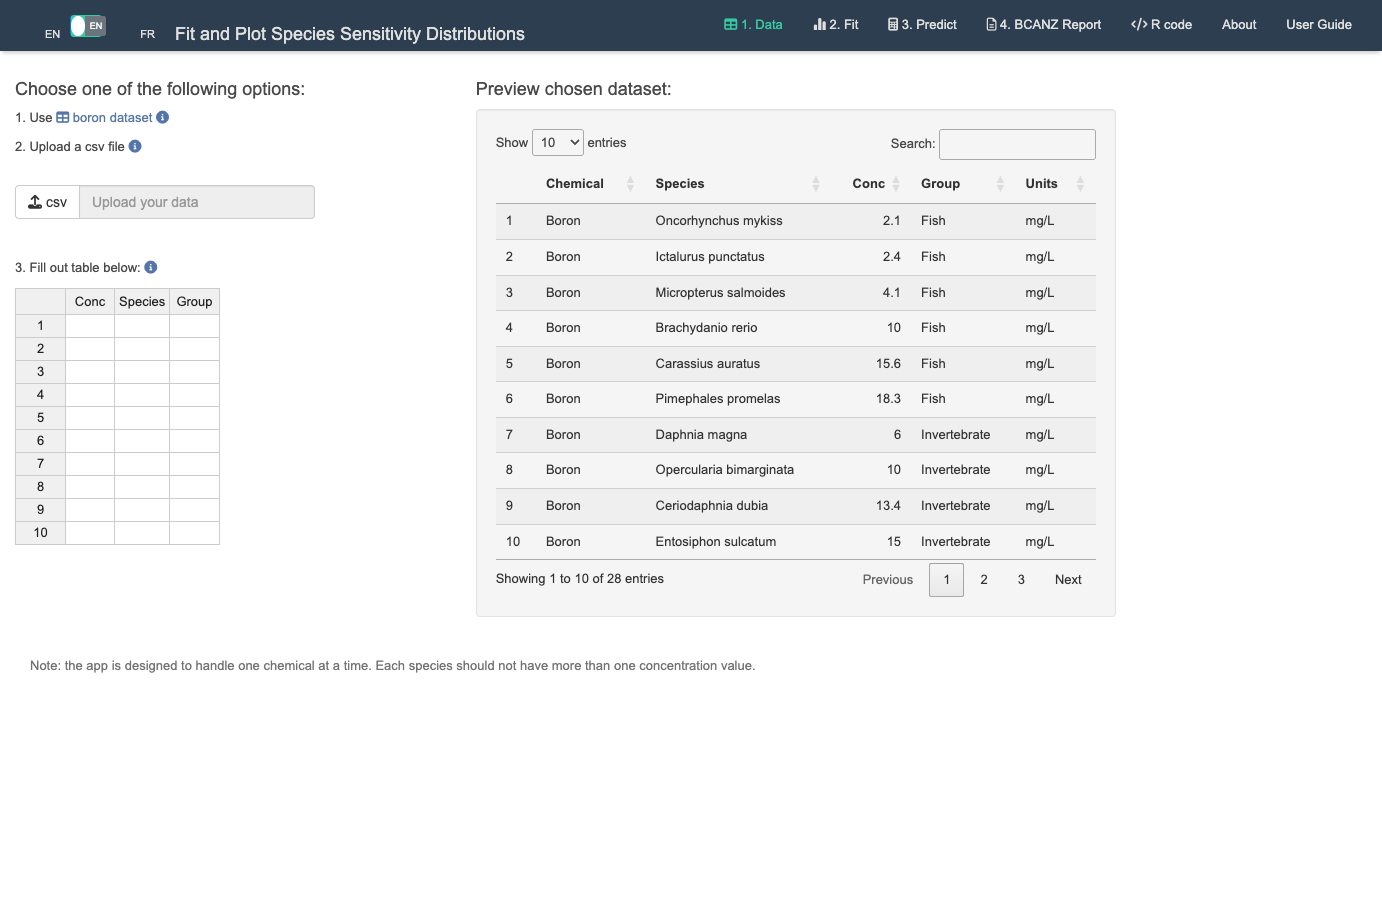 EN EN FR Fit and Plot Species Sensitivity Distributions 1. Data 2. Fit 3. Predict 4. BCANZ Report </> R code About User Guide
Choose one of the following options:
1. Use boron dataset
2. Upload a csv file
csv Upload your data
3. Fill out table below:
Conc Species Group
1
2
3
4
5
6
7
8
9
10
Preview chosen dataset:
Show 10 entries Search:
Chemical Species Conc Group Units
1 Boron Oncorhynchus mykiss 2.1 Fish mg/L
2 Boron Ictalurus punctatus 2.4 Fish mg/L
3 Boron Micropterus salmoides 4.1 Fish mg/L
4 Boron Brachydanio rerio 10 Fish mg/L
5 Boron Carassius auratus 15.6 Fish mg/L
6 Boron Pimephales promelas 18.3 Fish mg/L
7 Boron Daphnia magna 6 Invertebrate mg/L
8 Boron Opercularia bimarginata 10 Invertebrate mg/L
9 Boron Ceriodaphnia dubia 13.4 Invertebrate mg/L
10 Boron Entosiphon sulcatum 15 Invertebrate mg/L
Showing 1 to 10 of 28 entries Previous 1 2 3 Next
Note: the app is designed to handle one chemical at a time. Each species should not have more than one concentration value.